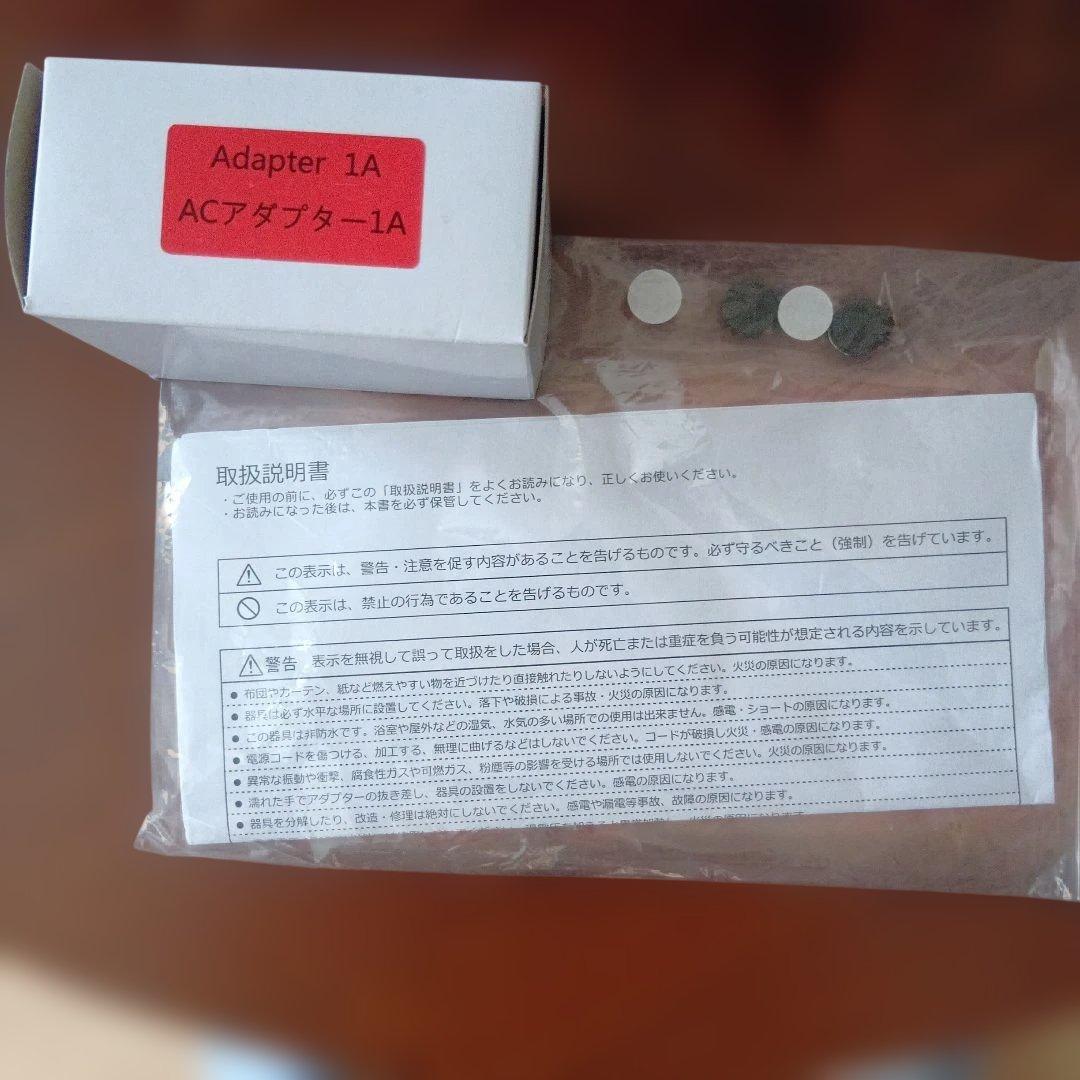 Adapter 1A
ACアダプター1A
取扱説明書
・ご使用の前に、必ずこの「取扱説明書」をよくお読みになり、正しくお使いください。
・お読みになった後は、本書を必ず保管してください。
この表示は、警告・注意を促す内容があることを告げるものです。必ず守るべきこと（強制）を告げています。
この表示は、禁止の行為であることを告げるものです。
警告 表示を無視して誤って取扱をした場合、人が死亡または重症を負う可能性が想定される内容を示しています。
●布団やカーテン、紙など燃えやすい物を近づけたり直接触れたりしないようにしてください。火災の原因になります。
●器具は必ず水平な場所に設置してください。落下や破損による事故・火災の原因になります。
●この器具は非防水です。浴室や屋外などの湿気、水気の多い場所での使用は出来ません。感電・ショートの原因になります。
●電源コードを傷つける、加工する、無理に曲げるなどはしないでください。コードが破損し火災・感電の原因になります。
●異常な振動や衝撃、腐食性ガスや可燃ガス、粉塵等の影響を受ける場所では使用しないでください。火災の原因になります。
●濡れた手でアダプターの抜き差し、器具の設置をしないでください。感電の原因になります。
●器具を分解したり、改造・修理は絶対にしないでください。感電や漏電等事故、故障の原因になります。